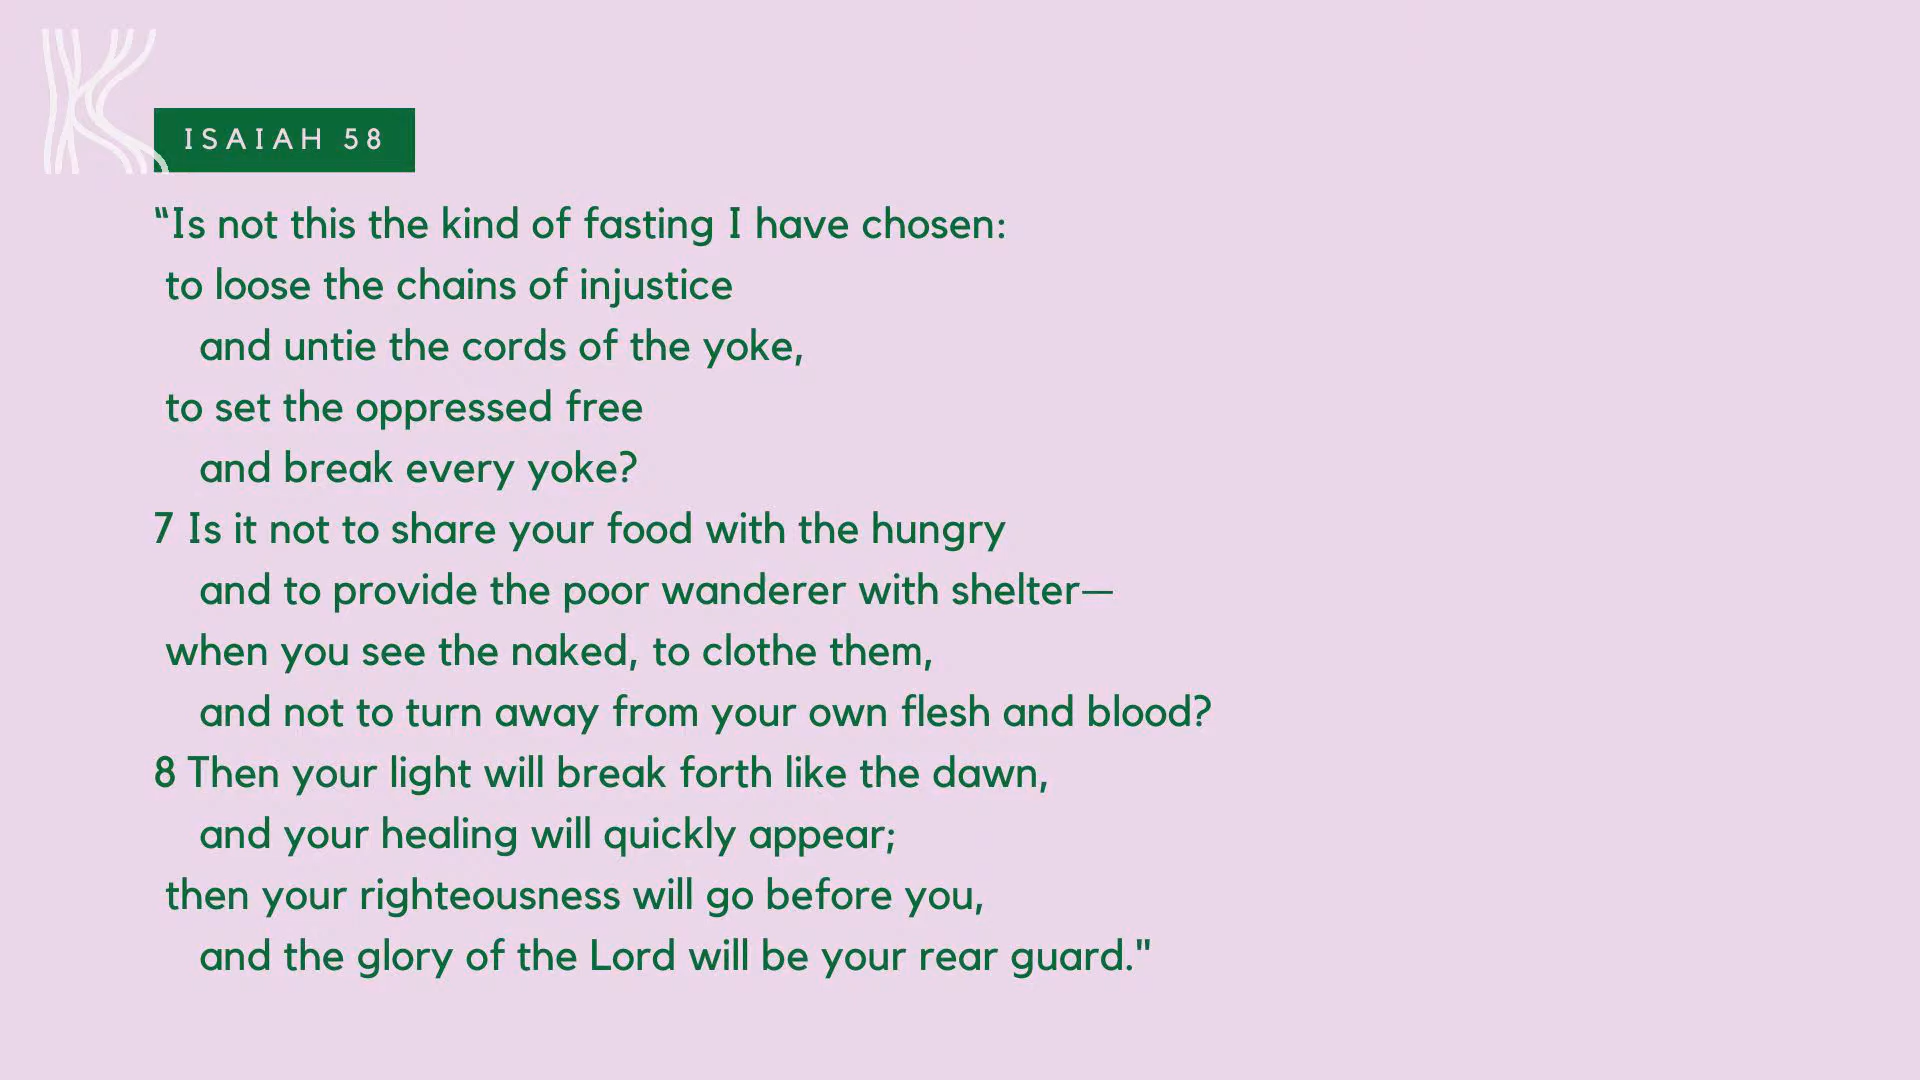 ISAIAH 58
“Is not this the kind of fasting I have chosen:
to loose the chains of injustice
and untie the cords of the yoke,
to set the oppressed free
and break every yoke?
7 Is it not to share your food with the hungry
and to provide the poor wanderer with shelter—
when you see the naked, to clothe them,
and not to turn away from your own flesh and blood?
8 Then your light will break forth like the dawn,
and your healing will quickly appear;
then your righteousness will go before you,
and the glory of the Lord will be your rear guard."